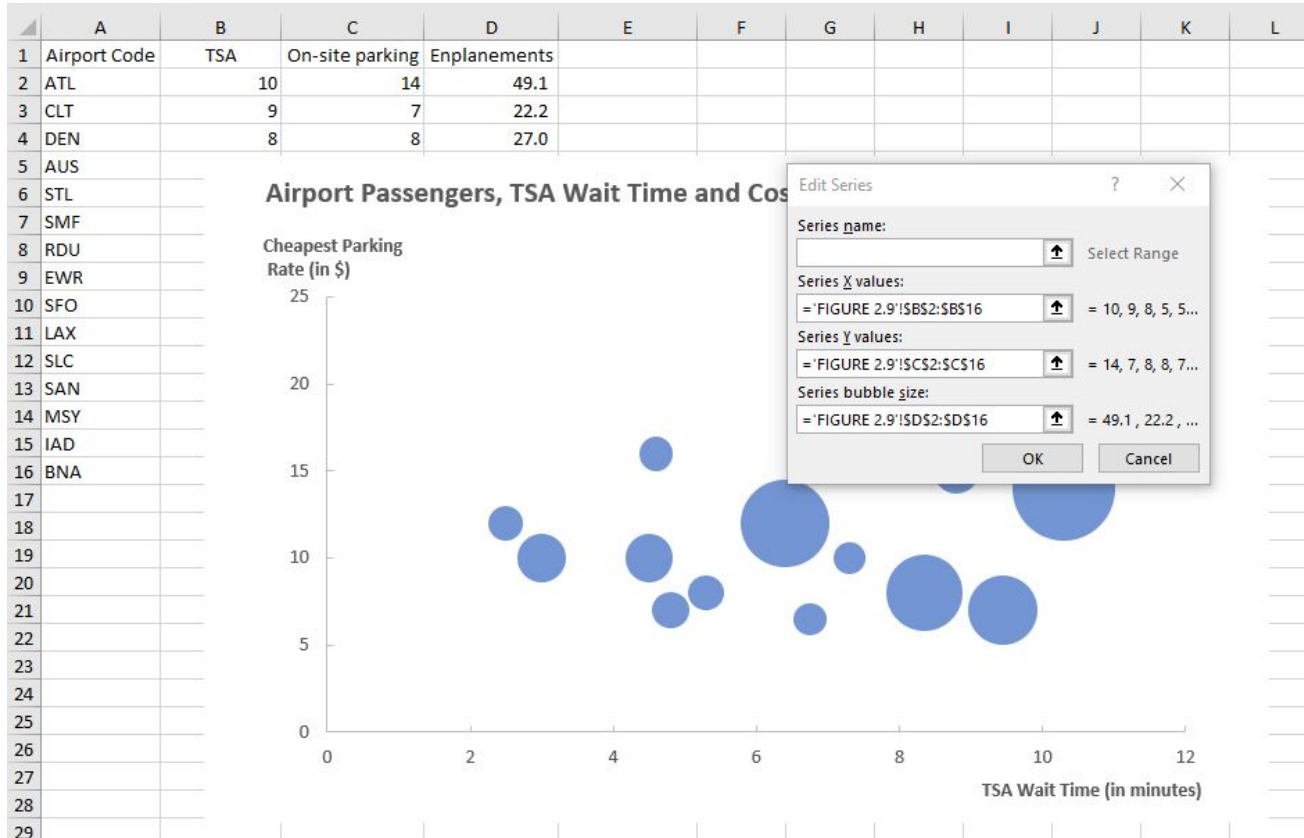 A B C D E F G H I J K L
1 Airport Code TSA On-site parking Enplanements
2 ATL 10 14 49.1
3 CLT 9 7 22.2
4 DEN 8 8 27.0
5 AUS
6 STL
7 SMF
8 RDU
9 EWR
10 SFO
11 LAX
12 SLC
13 SAN
14 MSY
15 IAD
16 BNA
17
18
19
20
21
22
23
24
25
26
27
28
29
Airport Passengers, TSA Wait Time and Cos
Cheapest Parking
Rate (in $)
25
20
15
10
5
0
0 2 4 6 8 10 12
TSA Wait Time (in minutes)
Edit Series ? ×
Series name:
Select Range
Series X values:
='FIGURE 2.9'!$B$2:$B$16 = 10, 9, 8, 5, 5...
Series Y values:
='FIGURE 2.9'!$C$2:$C$16 = 14, 7, 8, 8, 7...
Series bubble size:
='FIGURE 2.9'!$D$2:$D$16 = 49.1 , 22.2 , ...
OK Cancel